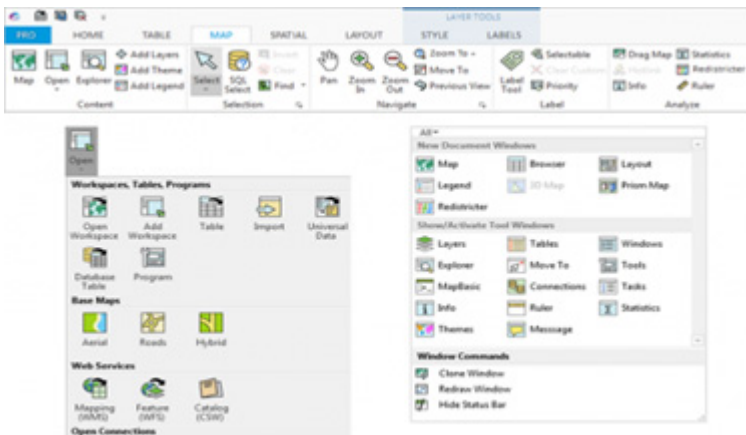 LAYER TOOLS
PRO HOME TABLE MAP SPATIAL LAYOUT STYLE LABELS
Map Open Explorer Add Layers Add Theme Add Legend
Content
Select SQL Select Invert Clear Find
Selection
Pan Zoom In Zoom Out Zoom To Move To Previous View
Navigate
Label Tool Selectable Clear Custom Priority
Label
Drag Map Hotlink Info Statistics Redistricter Ruler
Analyze
Open
Workspaces, Tables, Programs
Open Workspace Add Workspace Table Import Universal Data
Database Table Program
Base Maps
Aerial Roads Hybrid
Web Services
Mapping (WMS) Feature (WFS) Catalog (CSW)
Open Connections
All
New Document Windows
Map Browser Layout
Legend 3D Map Prism Map
Redistricter
Show/Activate Tool Windows
Layers Tables Windows
Explorer Move To Tools
MapBasic Connections Tasks
Info Ruler Statistics
Themes Message
Window Commands
Clone Window
Redraw Window
Hide Status Bar